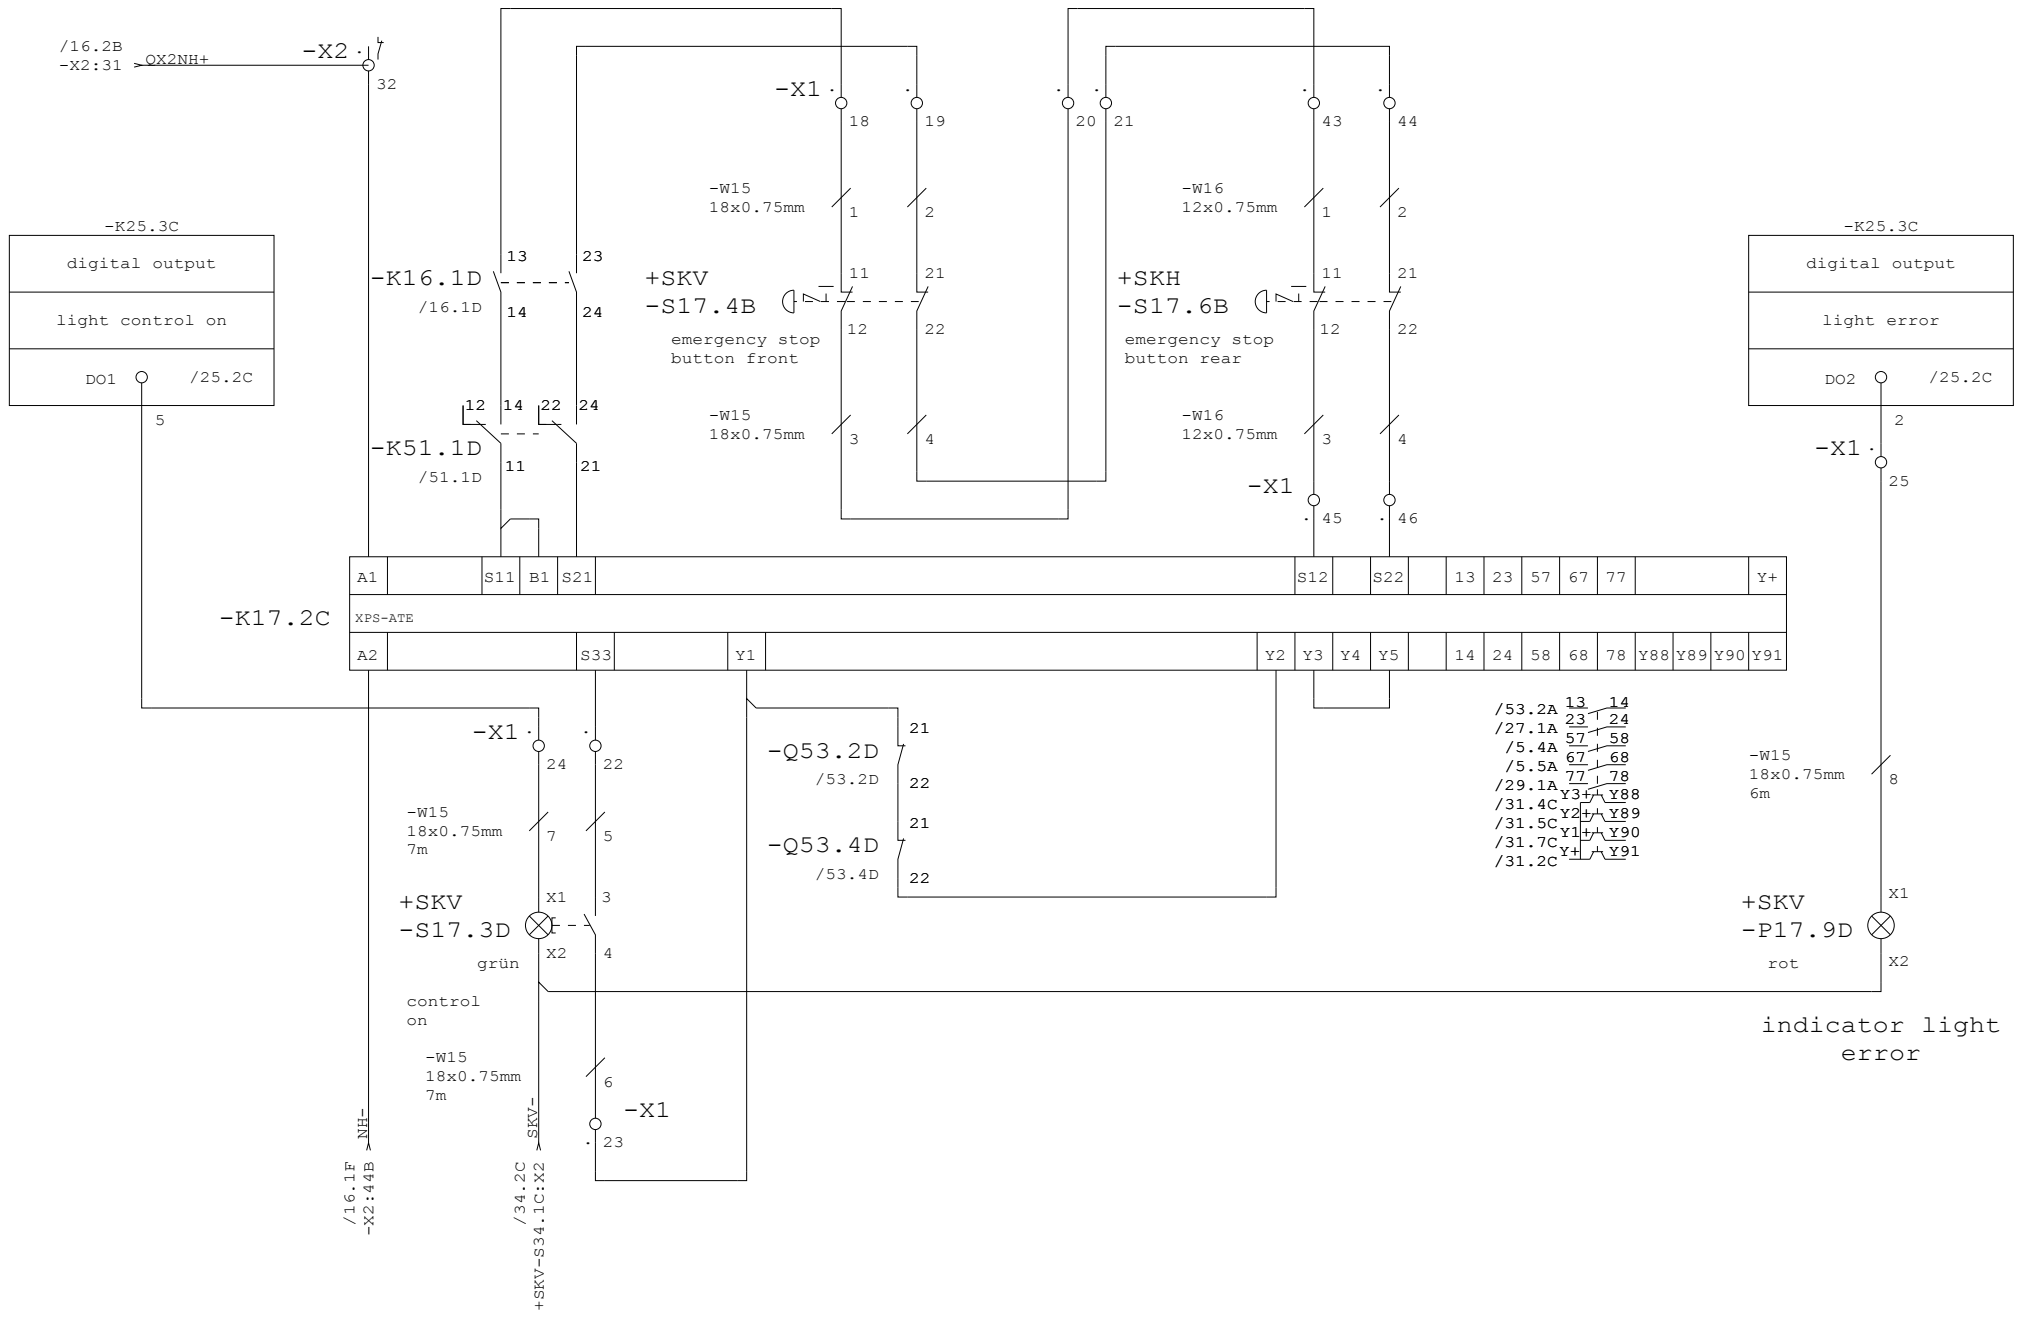 /16.2B
-X2:31
QX2NH+
-X2
32
-X1
18
19
20
21
43
44
-W15
18x0.75mm
1
2
-W16
12x0.75mm
1
2
-K25.3C
digital output
light control on
DO1
/25.2C
5
-K16.1D
/16.1D
13
14
23
24
+SKV
-S17.4B
11
12
21
22
emergency stop
button front
+SKH
-S17.6B
11
12
21
22
emergency stop
button rear
-K25.3C
digital output
light error
DO2
/25.2C
2
12
14
22
24
-K51.1D
/51.1D
11
21
-W15
18x0.75mm
3
4
-W16
12x0.75mm
3
4
-X1
45
46
-X1
25
A1
S11
B1
S21
S12
S22
13
23
57
67
77
Y+
-K17.2C
XPS-ATE
A2
S33
Y1
Y2
Y3
Y4
Y5
14
24
58
68
78
Y88
Y89
Y90
Y91
-X1
24
22
-W15
18x0.75mm
7m
7
5
+SKV
-S17.3D
X1
X2
3
4
grün
control
on
-W15
18x0.75mm
7m
6
-X1
23
21
-Q53.2D
/53.2D
22
21
-Q53.4D
/53.4D
22
/53.2A 13 14
/27.1A 23 24
/5.4A 57 58
/5.5A 67 68
/29.1A 77 78
/31.4C Y3+ Y88
/31.5C Y2+ Y89
/31.7C Y1+ Y90
/31.2C Y+ Y91
-W15
18x0.75mm
6m
8
+SKV
-P17.9D
X1
X2
rot
indicator light
error
NH-
/16.1F
-X2:44B
SKV-
/34.2C
+SKV-S34.1C:X2